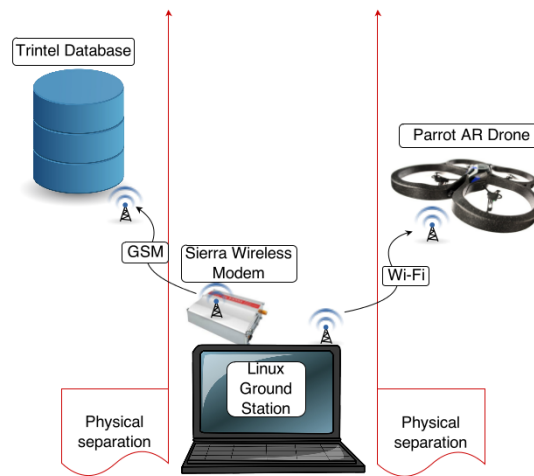 Trintel Database
Parrot AR Drone
GSM
Sierra Wireless
Modem
Wi-Fi
Linux
Ground
Station
Physical
separation
Physical
separation